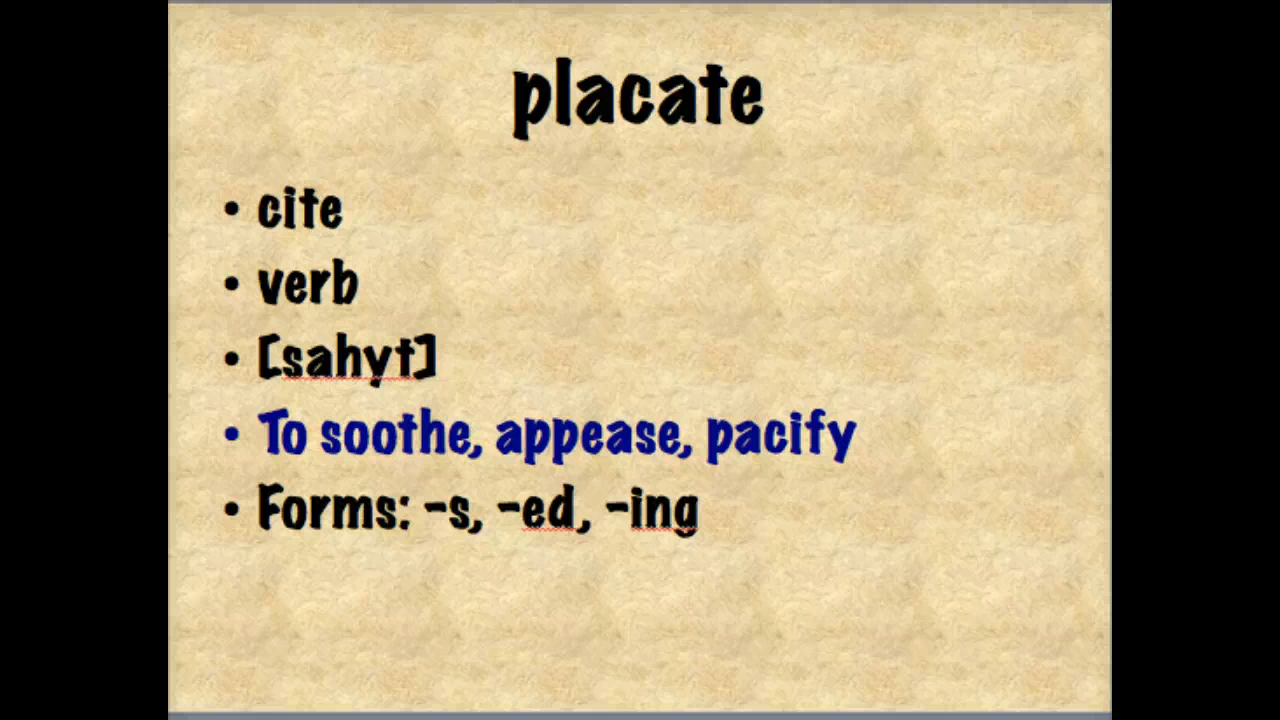 placate
• cite
• verb
• [sahyt]
• To soothe, appease, pacify
• Forms: -s, -ed, -ing